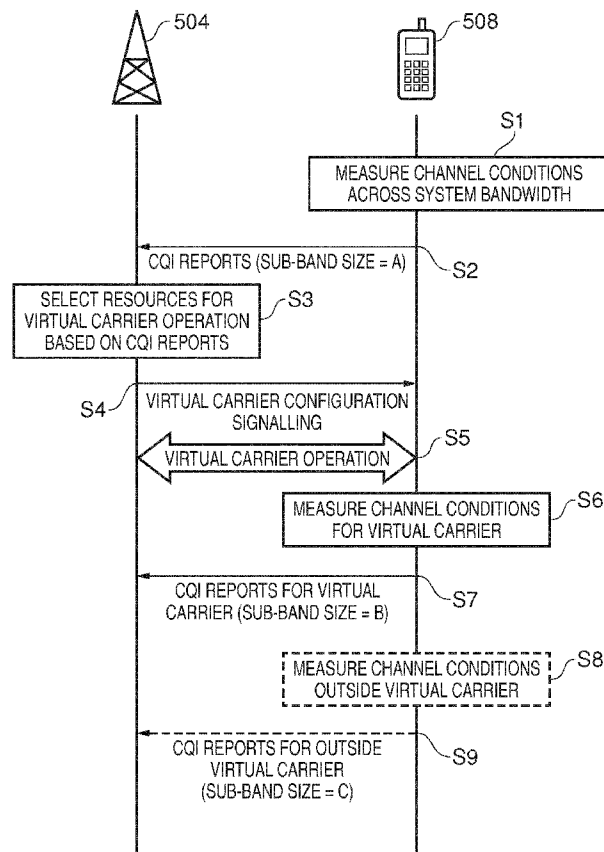 504
508
S1
MEASURE CHANNEL CONDITIONS
ACROSS SYSTEM BANDWIDTH
CQI REPORTS (SUB-BAND SIZE = A)
S2
SELECT RESOURCES FOR
VIRTUAL CARRIER OPERATION
BASED ON CQI REPORTS
S3
S4
VIRTUAL CARRIER CONFIGURATION
SIGNALLING
VIRTUAL CARRIER OPERATION
S5
MEASURE CHANNEL CONDITIONS
FOR VIRTUAL CARRIER
S6
CQI REPORTS FOR VIRTUAL
CARRIER (SUB-BAND SIZE = B)
S7
MEASURE CHANNEL CONDITIONS
OUTSIDE VIRTUAL CARRIER
S8
CQI REPORTS FOR OUTSIDE
VIRTUAL CARRIER
(SUB-BAND SIZE = C)
S9